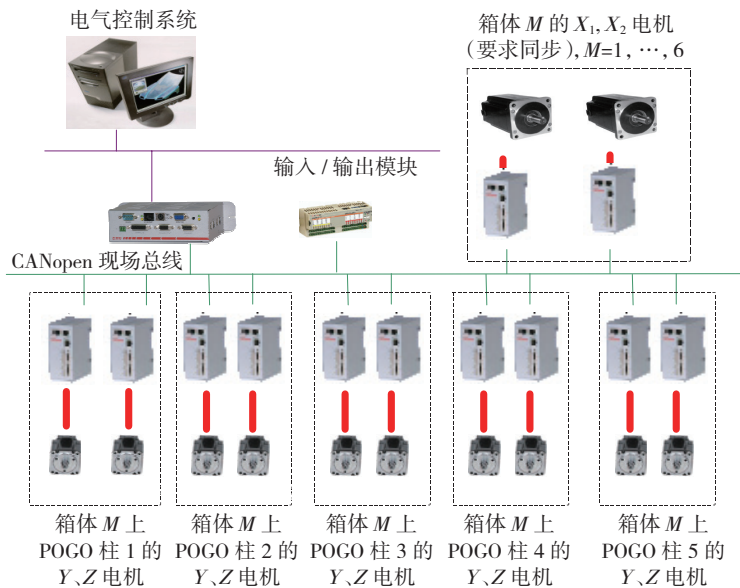 电气控制系统
箱体 M 的 X₁, X₂ 电机
(要求同步), M=1, …, 6
输入 / 输出模块
CANopen 现场总线
箱体 M 上
POGO 柱 1 的
Y、Z 电机
箱体 M 上
POGO 柱 2 的
Y、Z 电机
箱体 M 上
POGO 柱 3 的
Y、Z 电机
箱体 M 上
POGO 柱 4 的
Y、Z 电机
箱体 M 上
POGO 柱 5 的
Y、Z 电机